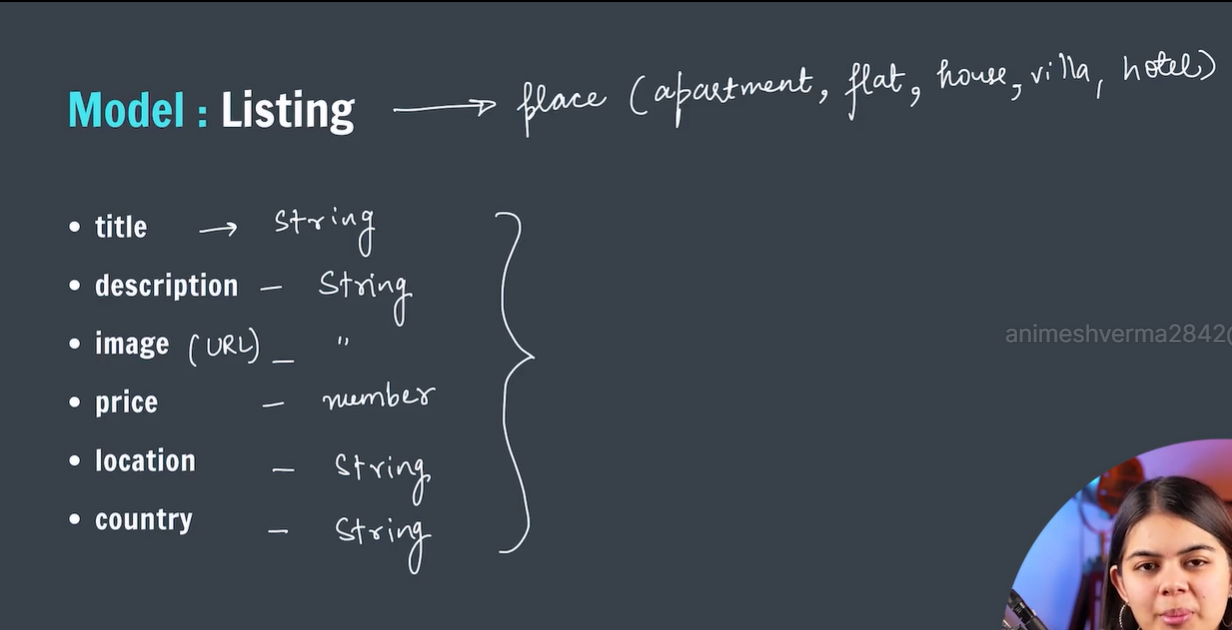 Model : Listing → place (apartment, flat, house, villa, hotel)
• title → String
• description – String
animeshverma2842
• image (URL) – "
• price – number
• location – String
• country – String